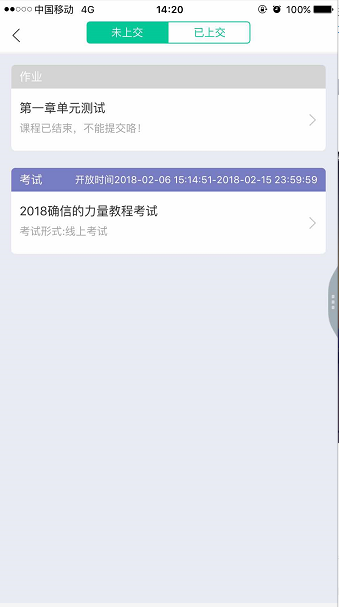 中国移动 4G 14:20 100%
未上交 已上交
作业
第一章单元测试
课程已结束，不能提交咯！
考试 开放时间2018-02-06 15:14:51-2018-02-15 23:59:59
2018确信的力量教程考试
考试形式:线上考试